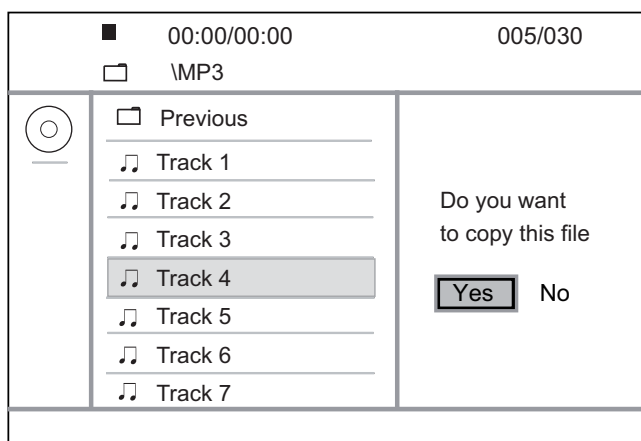 00:00/00:00 005/030
\MP3
Previous
Track 1
Track 2
Track 3
Track 4
Track 5
Track 6
Track 7
Do you want
to copy this file
Yes No